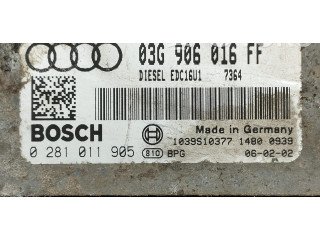 03G 906 016 FF
DIESEL EDC16U1 7364
BOSCH
Made in Germany
1039S10377 1480 0939
0 281 011 905 810 BPG 06-02-02